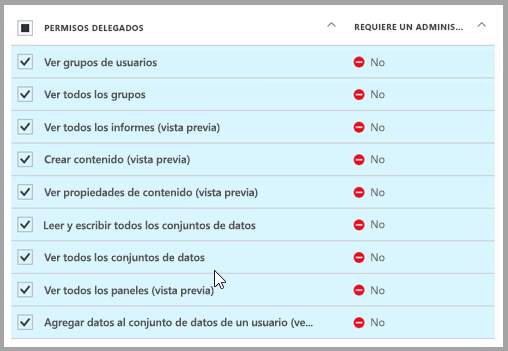 PERMISOS DELEGADOS REQUIERE UN ADMINIS...
Ver grupos de usuarios No
Ver todos los grupos No
Ver todos los informes (vista previa) No
Crear contenido (vista previa) No
Ver propiedades de contenido (vista previa) No
Leer y escribir todos los conjuntos de datos No
Ver todos los conjuntos de datos No
Ver todos los paneles (vista previa) No
Agregar datos al conjunto de datos de un usuario (ve... No